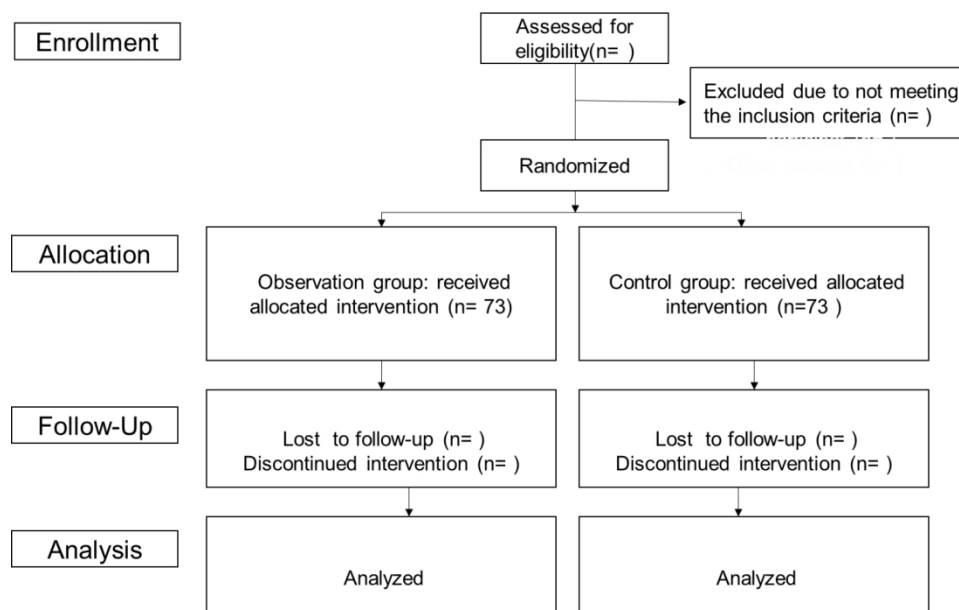 Enrollment
Assessed for
eligibility(n= )
Excluded due to not meeting
the inclusion criteria (n= )
Randomized
Allocation
Observation group: received
allocated intervention (n= 73)
Control group: received allocated
intervention (n=73 )
Follow-Up
Lost to follow-up (n= )
Discontinued intervention (n= )
Lost to follow-up (n= )
Discontinued intervention (n= )
Analysis
Analyzed
Analyzed